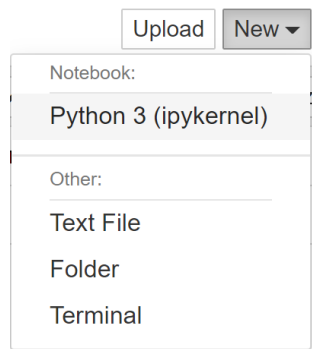 Upload New
Notebook:
Python 3 (ipykernel)
Other:
Text File
Folder
Terminal